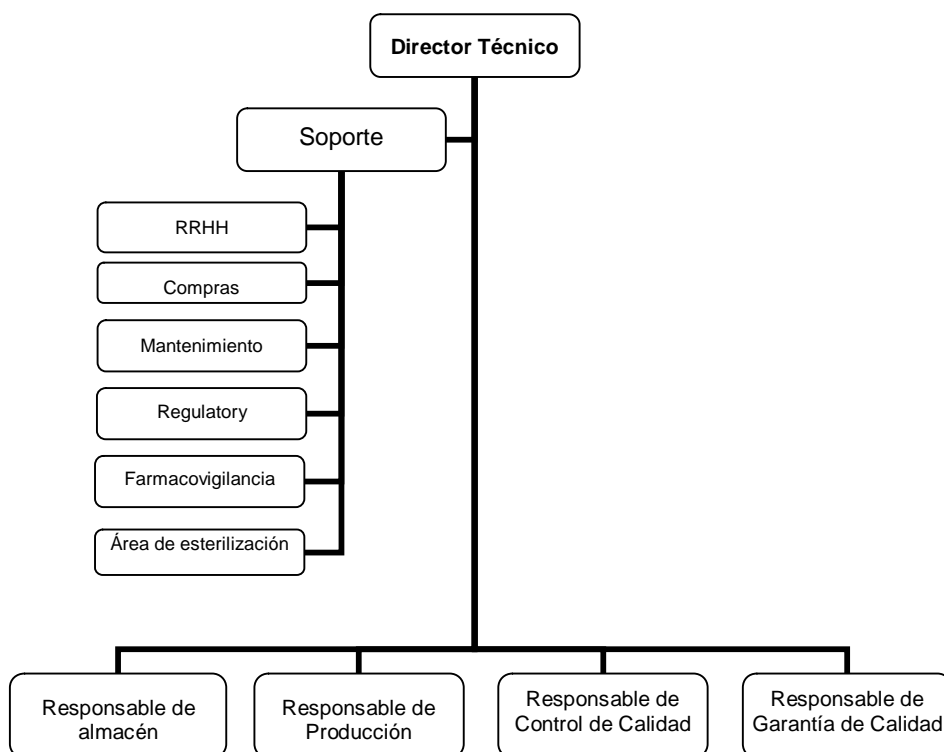 Director Técnico
Soporte
RRHH
Compras
Mantenimiento
Regulatory
Farmacovigilancia
Área de esterilización
Responsable de
almacén
Responsable de
Producción
Responsable de
Control de Calidad
Responsable de
Garantía de Calidad